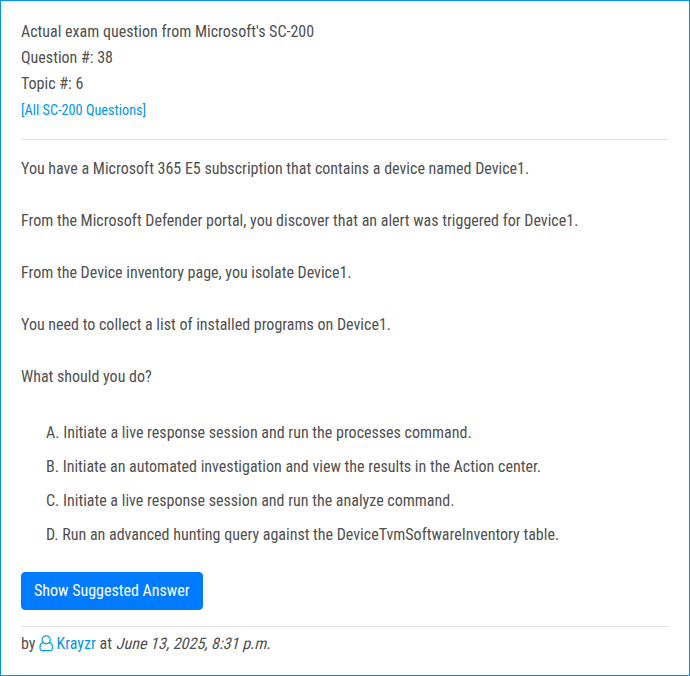 Actual exam question from Microsoft's SC-200
Question #: 38
Topic #: 6
[All SC-200 Questions]
You have a Microsoft 365 E5 subscription that contains a device named Device1.
From the Microsoft Defender portal, you discover that an alert was triggered for Device1.
From the Device inventory page, you isolate Device1.
You need to collect a list of installed programs on Device1.
What should you do?
A. Initiate a live response session and run the processes command.
B. Initiate an automated investigation and view the results in the Action center.
C. Initiate a live response session and run the analyze command.
D. Run an advanced hunting query against the DeviceTvmSoftwareInventory table.
Show Suggested Answer
by Krayzr at June 13, 2025, 8:31 p.m.